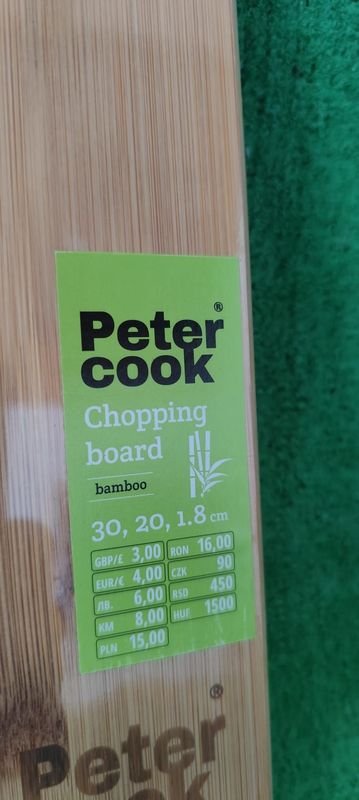 Peter®
cook
Chopping
board
bamboo
30, 20, 1.8 cm
GBP/£ 3,00
EUR/€ 4,00
ЛВ. 6,00
KM 8,00
PLN 15,00
RON 16,00
CZK 90
RSD 450
HUF 1500
Peter®
cook